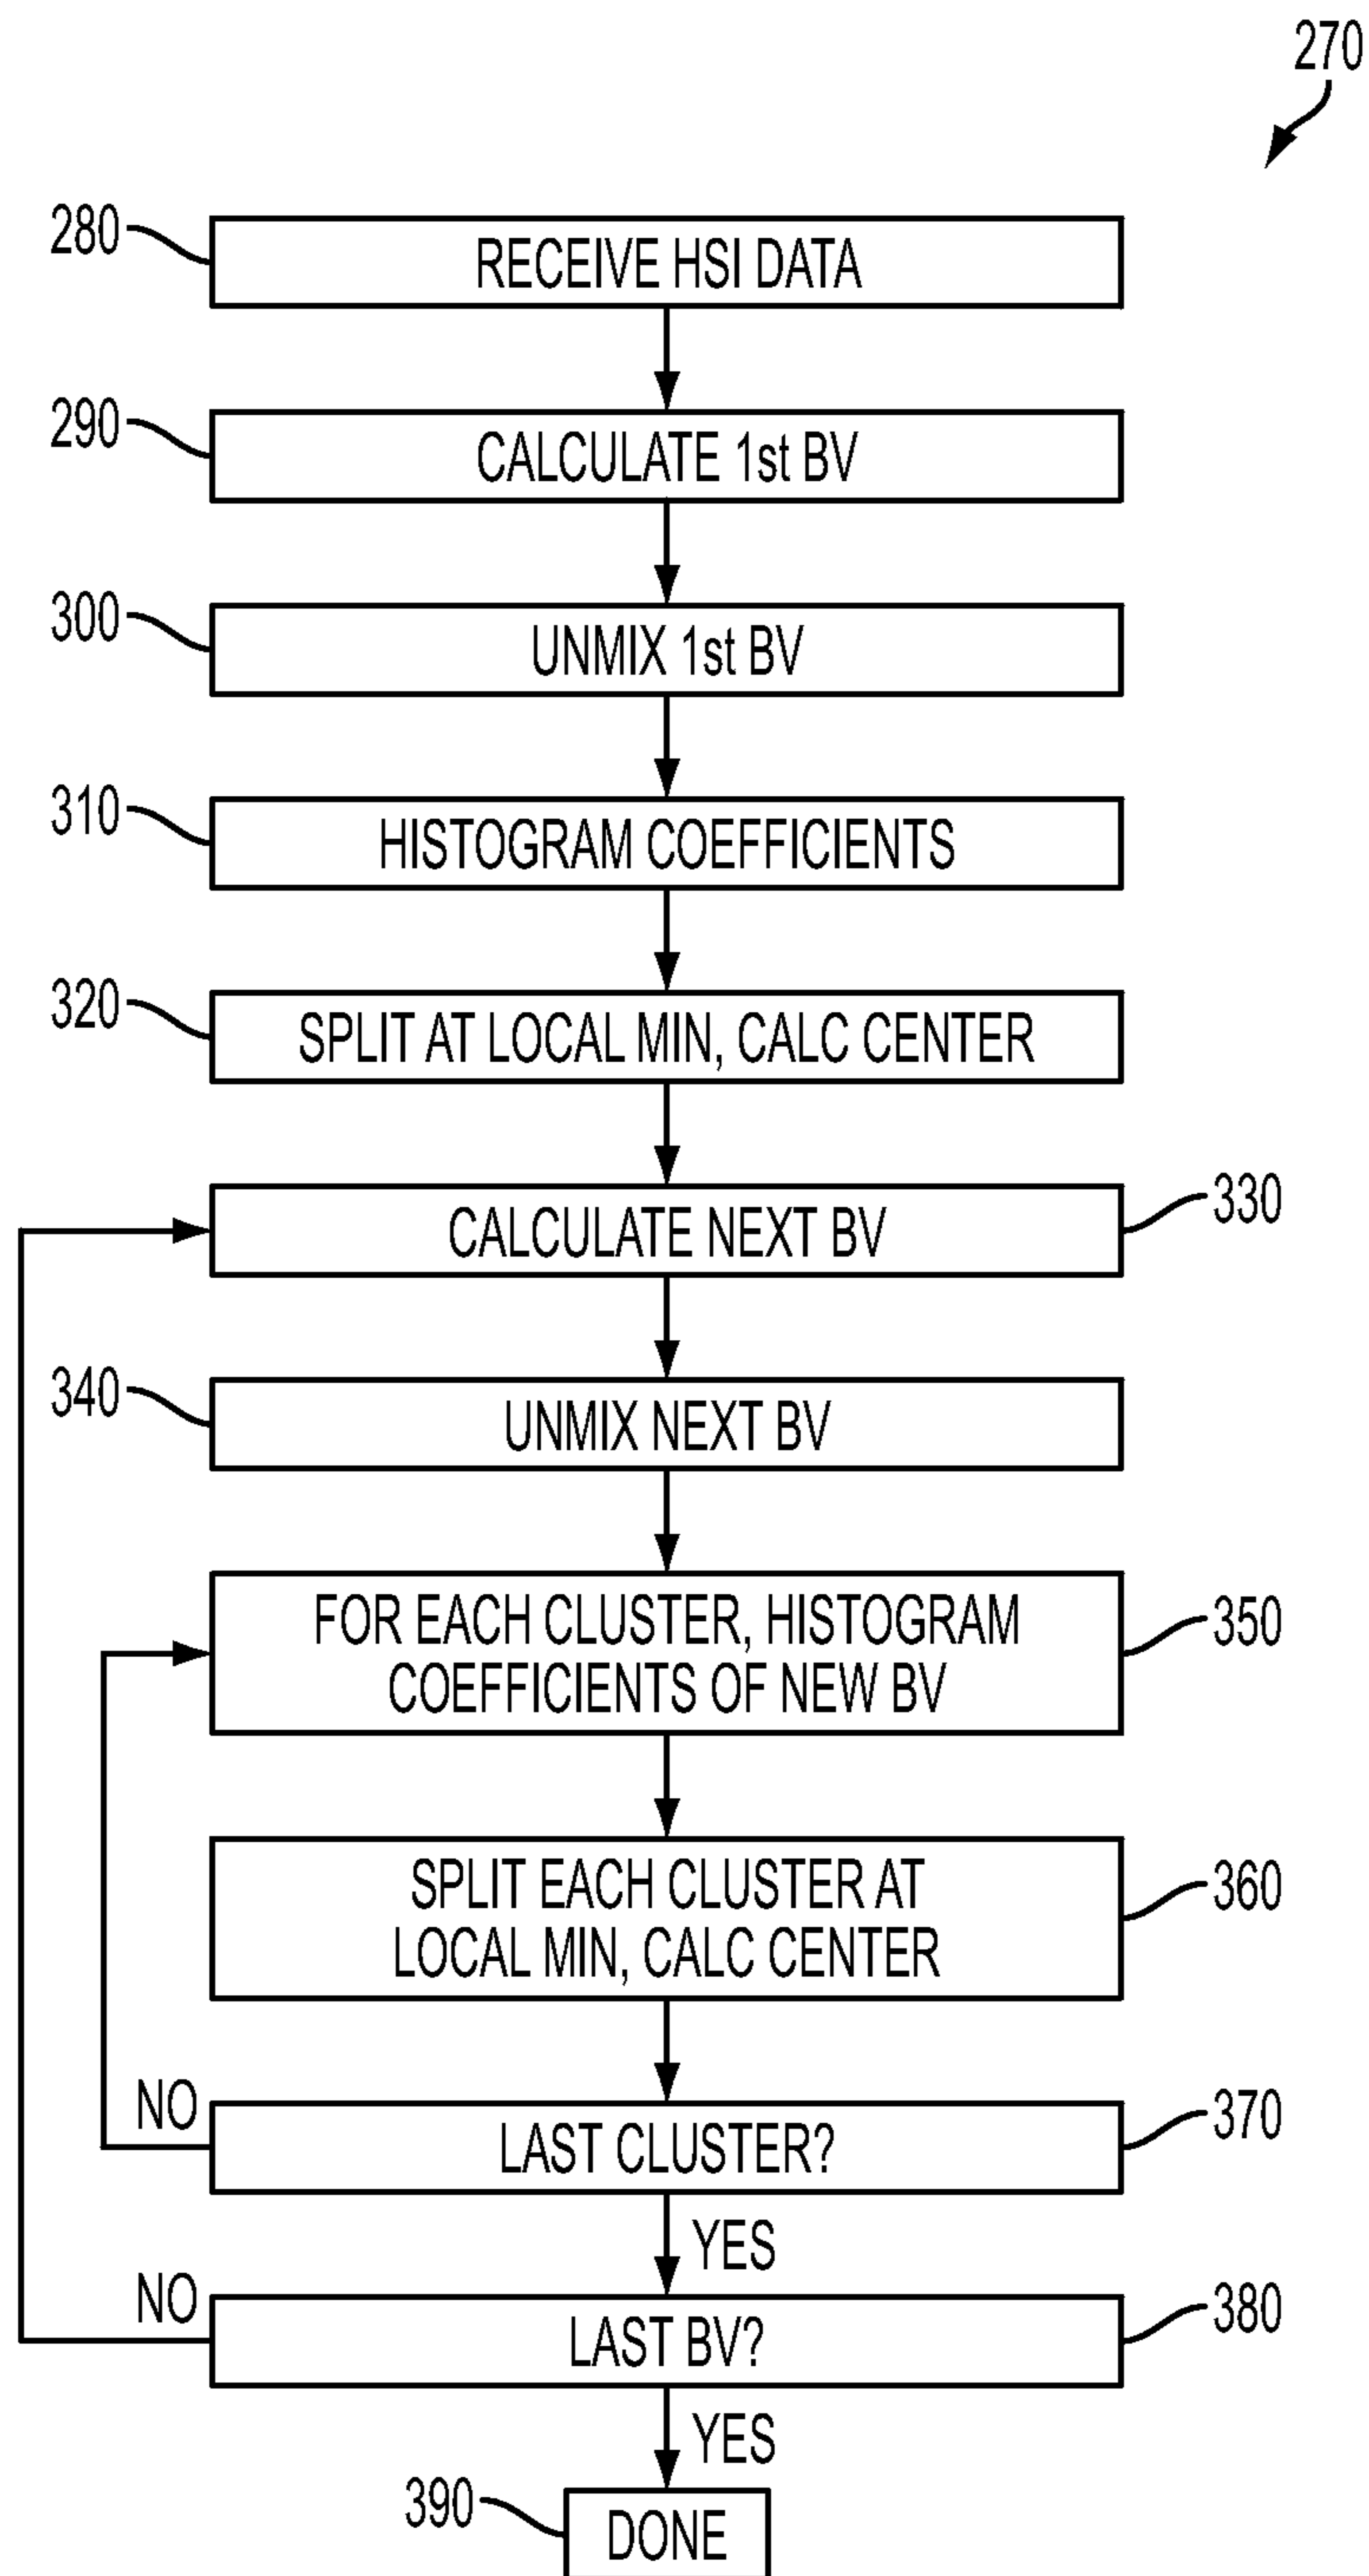 270
280
RECEIVE HSI DATA
290
CALCULATE 1st BV
300
UNMIX 1st BV
310
HISTOGRAM COEFFICIENTS
320
SPLIT AT LOCAL MIN, CALC CENTER
330
CALCULATE NEXT BV
340
UNMIX NEXT BV
FOR EACH CLUSTER, HISTOGRAM
COEFFICIENTS OF NEW BV
350
SPLIT EACH CLUSTER AT
LOCAL MIN, CALC CENTER
360
NO
LAST CLUSTER?
370
YES
NO
LAST BV?
380
YES
390
DONE